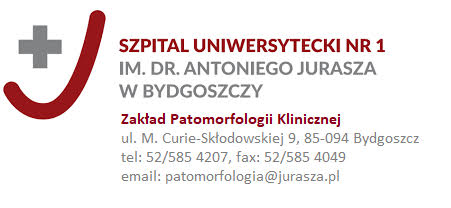 SZPITAL UNIWERSYTECKI NR 1
IM. DR. ANTONIEGO JURASZA
W BYDGOSZCZY
Zakład Patomorfologii Klinicznej
ul. M. Curie-Skłodowskiej 9, 85-094 Bydgoszcz
tel: 52/585 4207, fax: 52/585 4049
email: patomorfologia@jurasza.pl